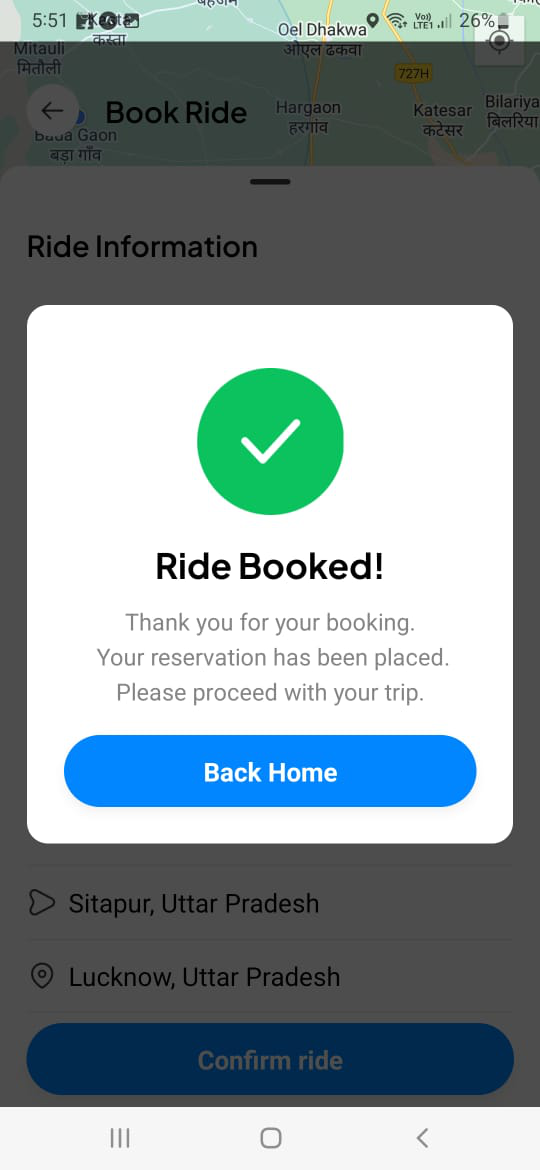 5:51
26%
Vo))
LTE1
Kasta
कस्ता
Oel Dhakwa
ओएल ढकवा
Mitauli
मितौली
727H
Book Ride
Hargaon
हरगांव
Katesar
कटेसर
Bilariya
बिलरिया
Bada Gaon
बड़ा गाँव
Ride Information
Ride Booked!
Thank you for your booking.
Your reservation has been placed.
Please proceed with your trip.
Back Home
Sitapur, Uttar Pradesh
Lucknow, Uttar Pradesh
Confirm ride